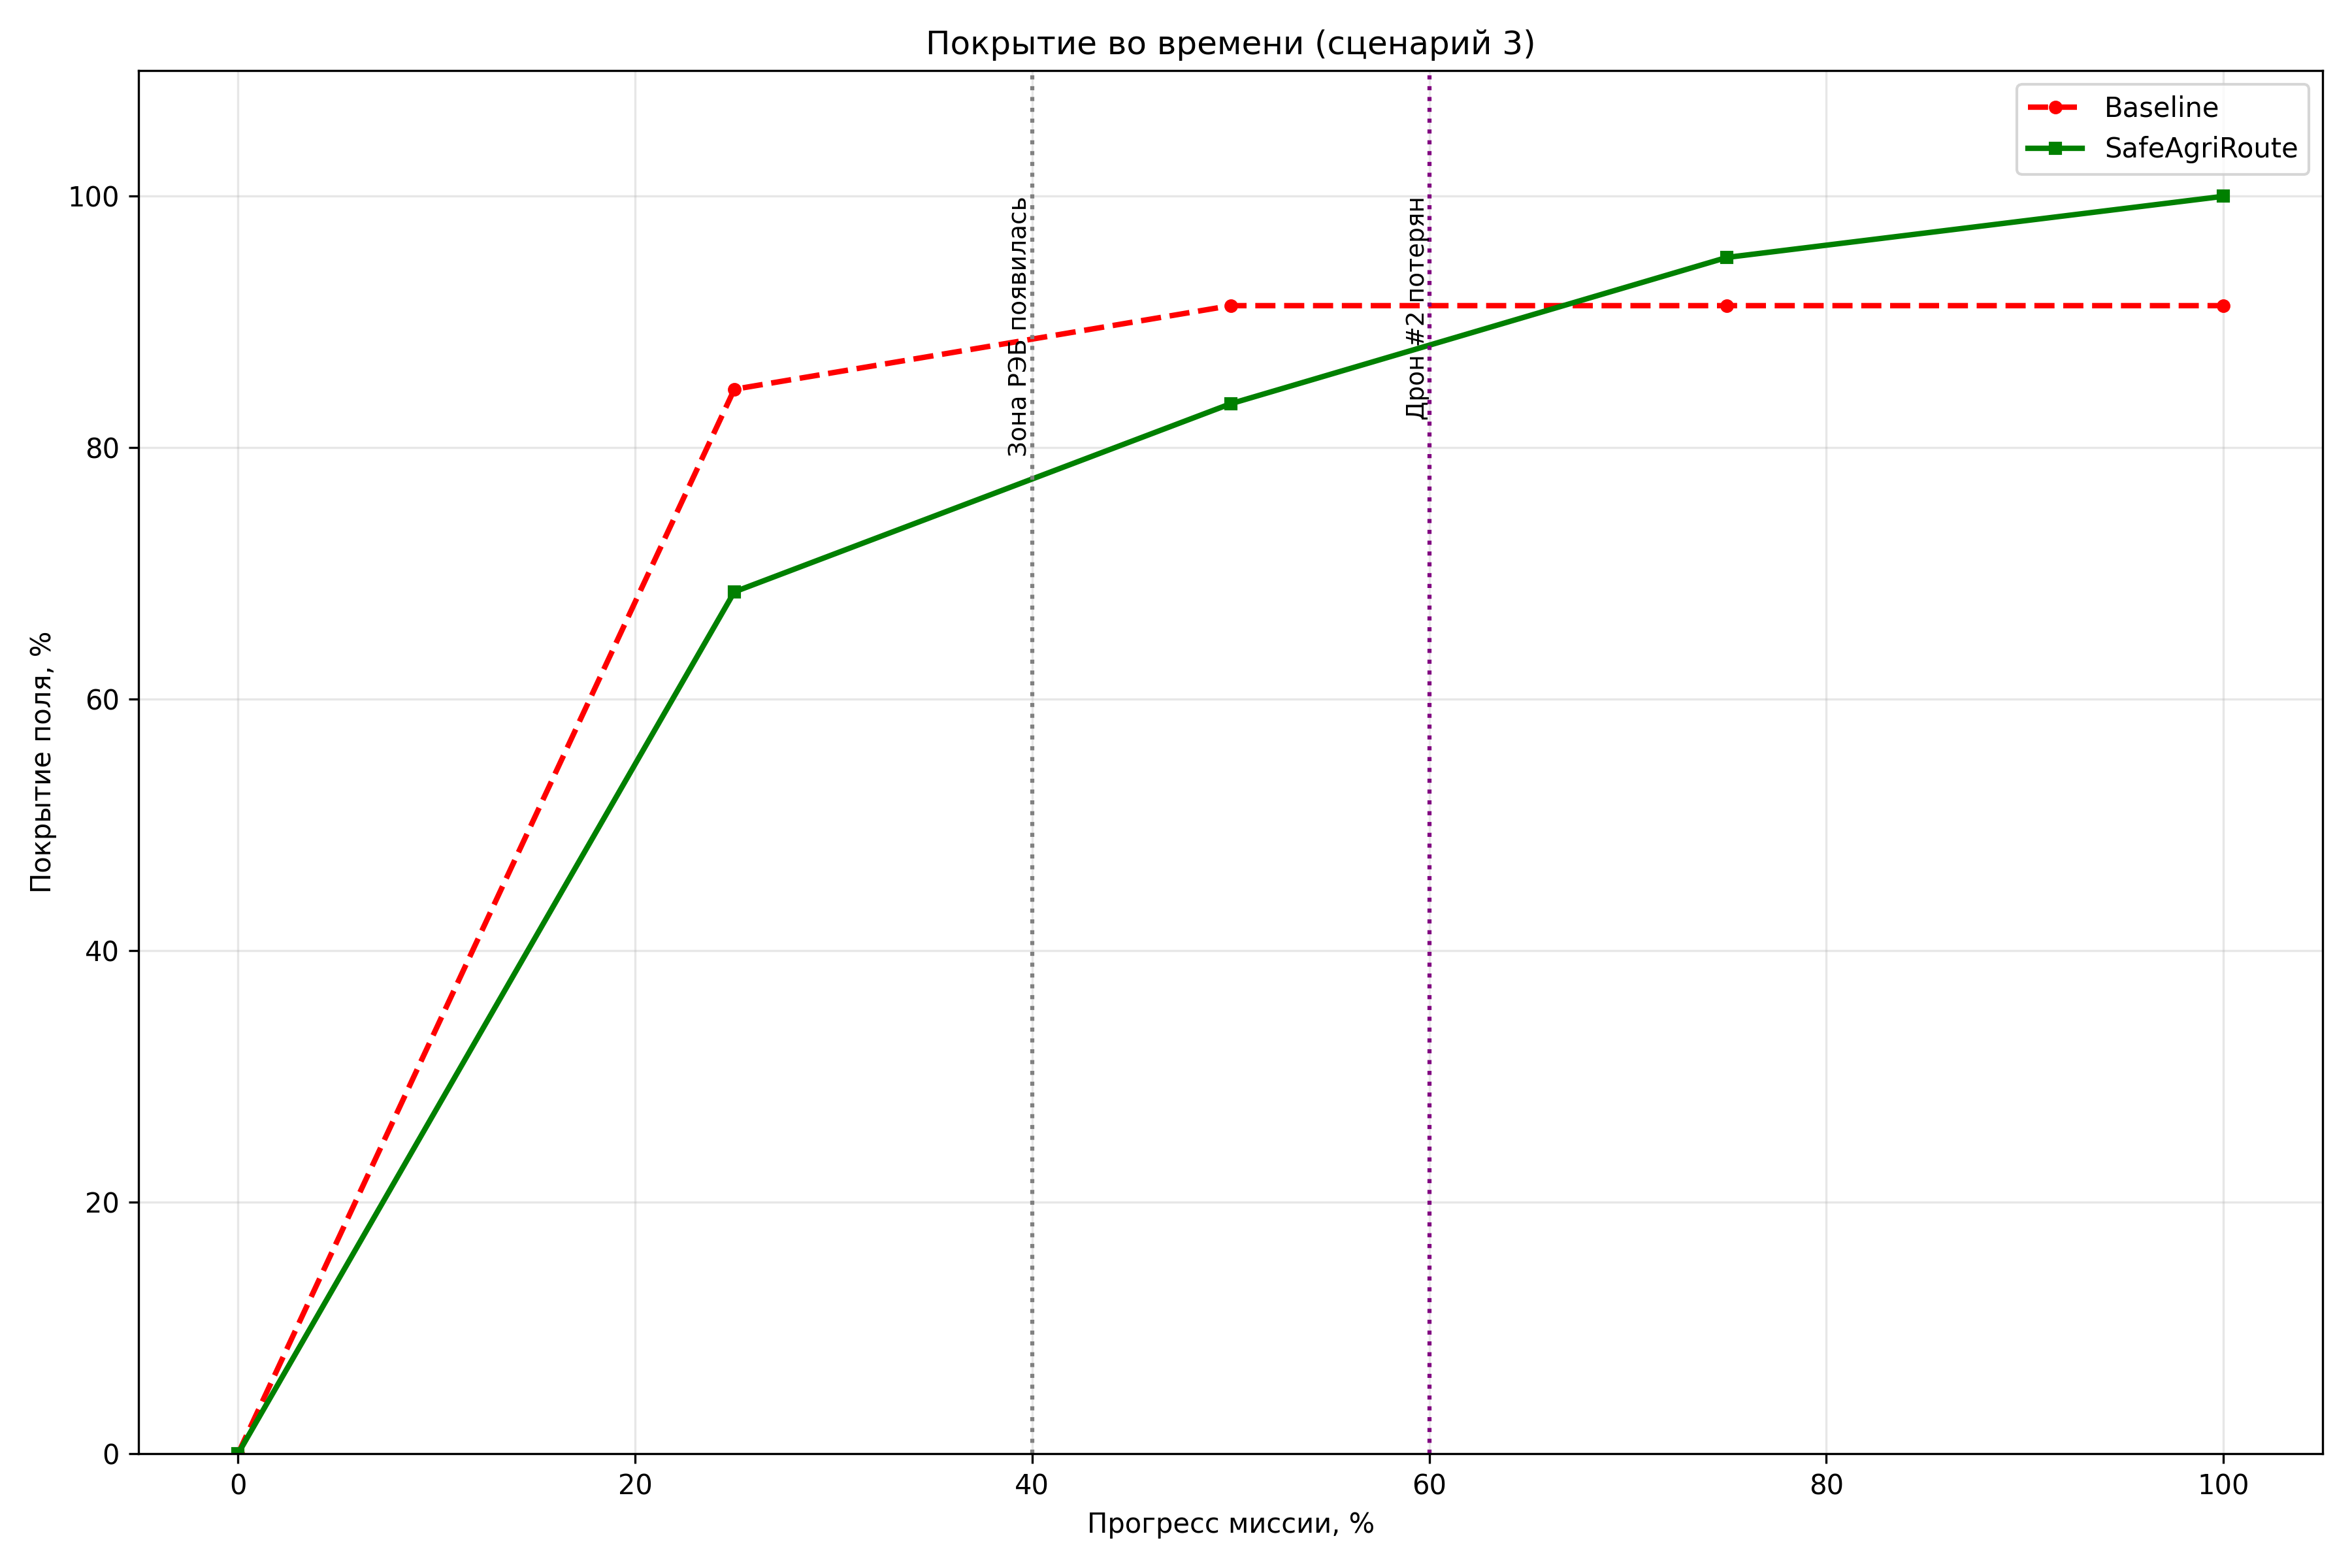 Покрытие во времени (сценарий 3)
Baseline
SafeAgriRoute
Зона РЭБ появилась
Дрон #2 потерян
Покрытие поля, %
100
80
60
40
20
0
0 20 40 60 80 100
Прогресс миссии, %